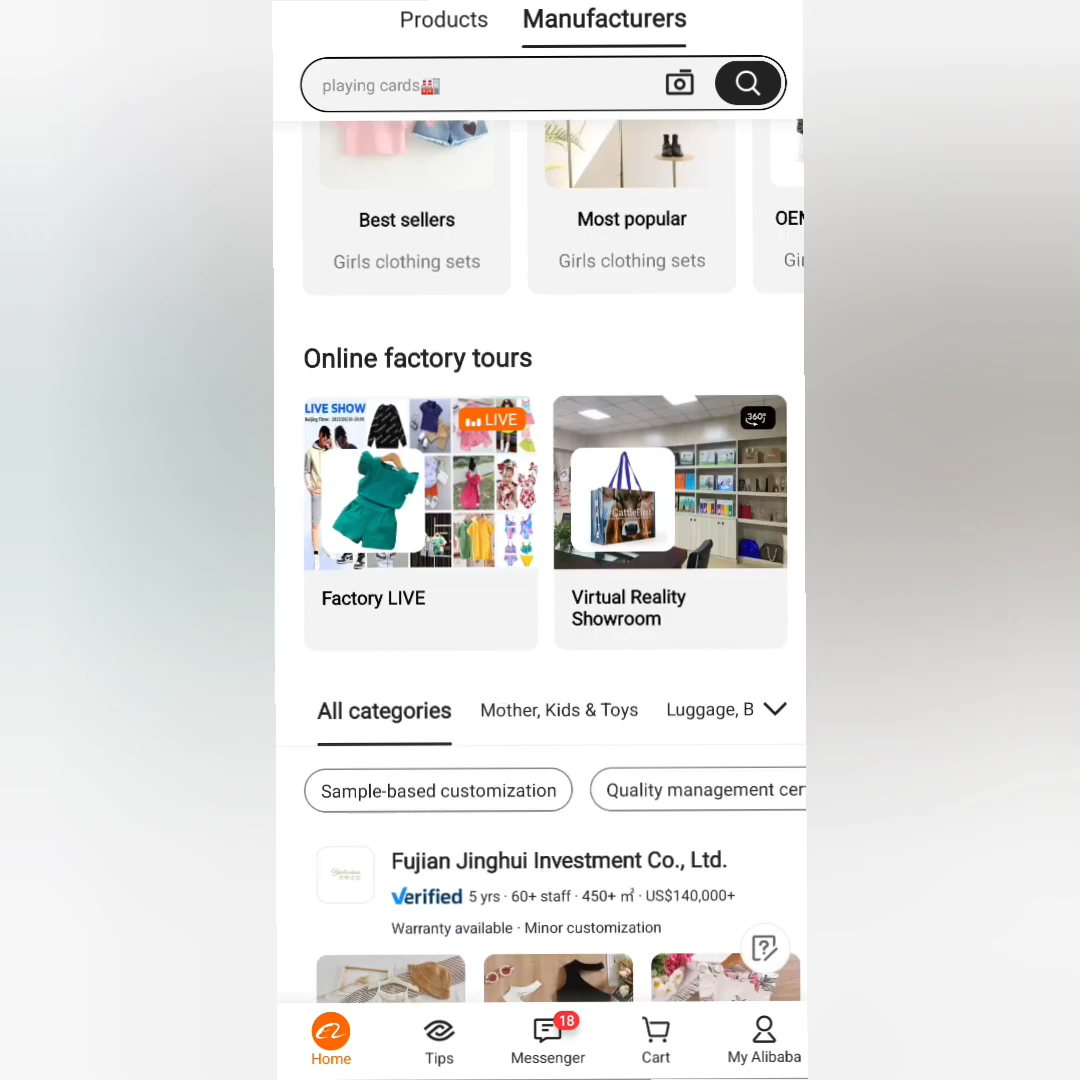 Products
Manufacturers
playing cards
Best sellers
Girls clothing sets
Most popular
Girls clothing sets
OEM
Gi
Online factory tours
LIVE SHOW
LIVE
Factory LIVE
360°
Virtual Reality
Showroom
All categories
Mother, Kids & Toys
Luggage, B
Sample-based customization
Quality management cer
Fujian Jinghui Investment Co., Ltd.
Verified 5 yrs · 60+ staff · 450+ ㎡ · US$140,000+
Warranty available · Minor customization
18
Home
Tips
Messenger
Cart
My Alibaba